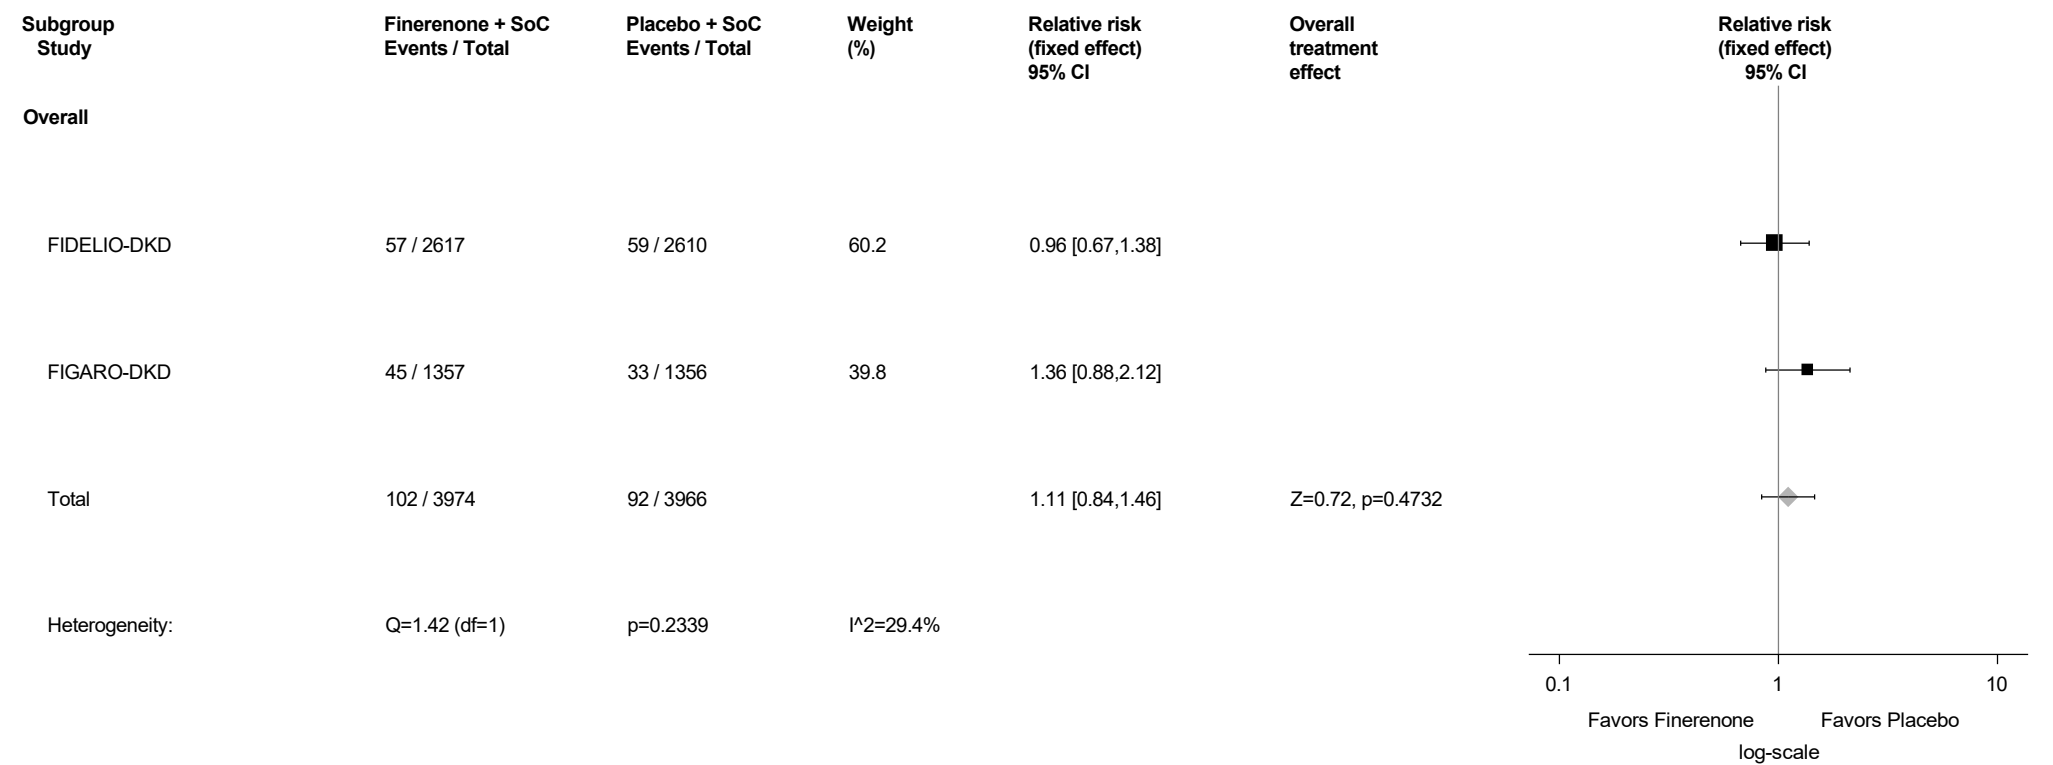 Subgroup Finerenone + SoC Placebo + SoC Weight Relative risk Overall Relative risk
Study Events / Total Events / Total (%) (fixed effect) treatment (fixed effect)
95% CI effect 95% CI
Overall
FIDELIO-DKD 57 / 2617 59 / 2610 60.2 0.96 [0.67,1.38]
FIGARO-DKD 45 / 1357 33 / 1356 39.8 1.36 [0.88,2.12]
Total 102 / 3974 92 / 3966 1.11 [0.84,1.46] Z=0.72, p=0.4732
Heterogeneity: Q=1.42 (df=1) p=0.2339 I^2=29.4%
0.1 1 10
Favors Finerenone Favors Placebo
log-scale